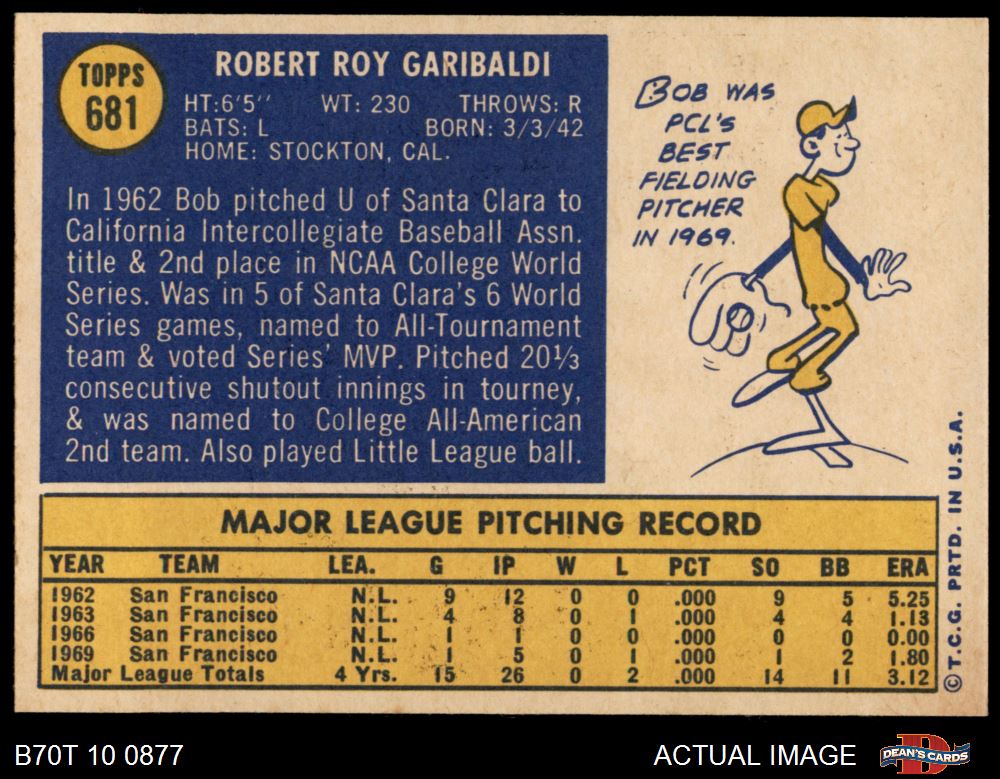 TOPPS
681
ROBERT ROY GARIBALDI
HT:6'5" WT: 230 THROWS: R
BATS: L BORN: 3/3/42
HOME: STOCKTON, CAL.
In 1962 Bob pitched U of Santa Clara to
California Intercollegiate Baseball Assn.
title & 2nd place in NCAA College World
Series. Was in 5 of Santa Clara's 6 World
Series games, named to All-Tournament
team & voted Series' MVP. Pitched 20⅓
consecutive shutout innings in tourney,
& was named to College All-American
2nd team. Also played Little League ball.
BOB WAS
PCL'S
BEST
FIELDING
PITCHER
IN 1969.
MAJOR LEAGUE PITCHING RECORD
YEAR TEAM LEA. G IP W L PCT SO BB ERA
1962 San Francisco N.L. 9 12 0 0 .000 9 5 5.25
1963 San Francisco N.L. 4 8 0 1 .000 4 4 1.13
1966 San Francisco N.L. 1 1 0 0 .000 0 0 0.00
1969 San Francisco N.L. 1 5 0 1 .000 1 2 1.80
Major League Totals 4 Yrs. 15 26 0 2 .000 14 11 3.12
©T.C.G. PRTD. IN U.S.A.
B70T 10 0877
ACTUAL IMAGE
DEAN'S CARDS